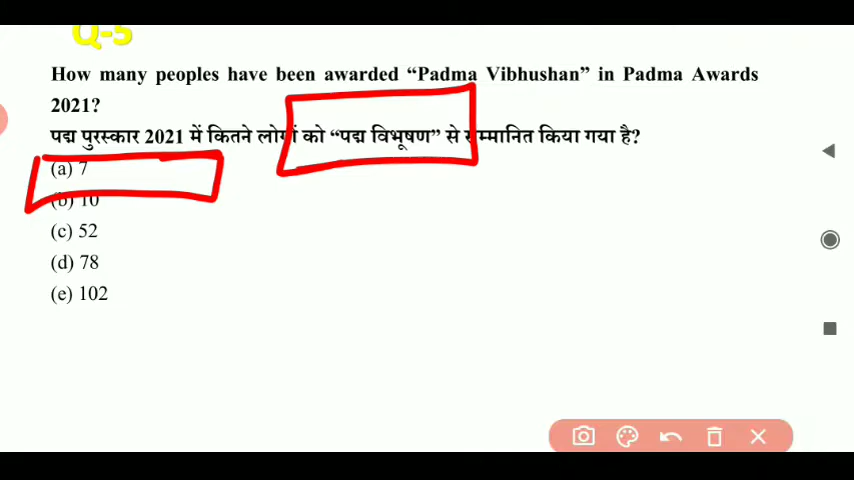 Q-5
How many peoples have been awarded “Padma Vibhushan” in Padma Awards
2021?
पद्म पुरस्कार 2021 में कितने लोगों को “पद्म विभूषण” से सम्मानित किया गया है?
(a) 7
(b) 10
(c) 52
(d) 78
(e) 102